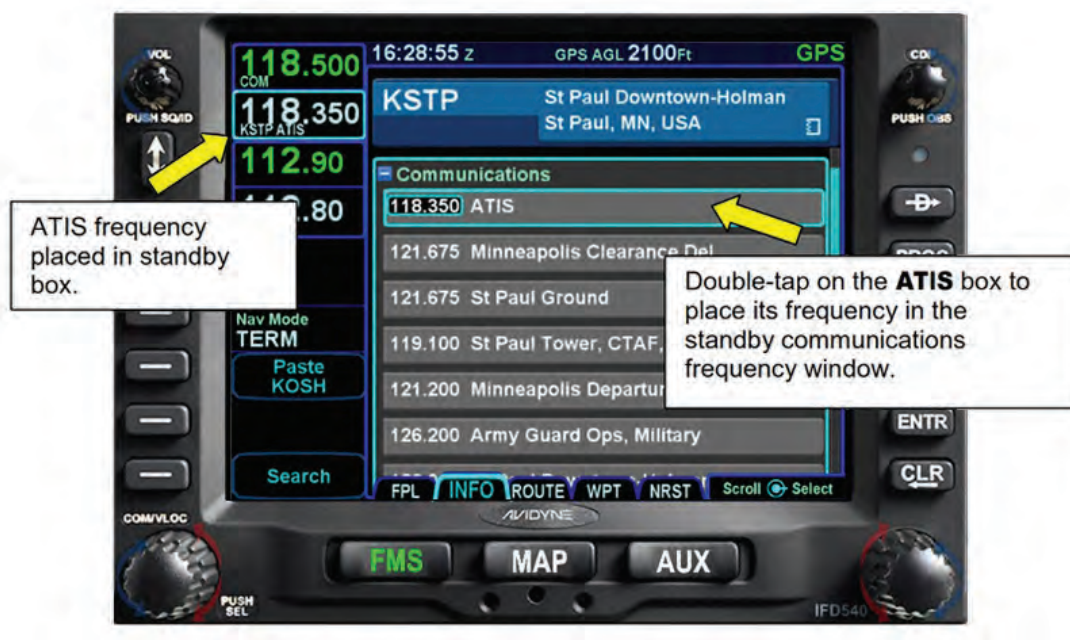 VOL
118.500
COM
16:28:55 Z
GPS AGL 2100Ft
GPS
CDI
PUSH SQ/ID
118.350
KSTP ATIS
KSTP
St Paul Downtown-Holman
St Paul, MN, USA
PUSH OBS
112.90
Communications
.80
118.350 ATIS
D
ATIS frequency
placed in standby
box.
121.675 Minneapolis Clearance Del
PROC
Double-tap on the ATIS box to
place its frequency in the
standby communications
frequency window.
121.675 St Paul Ground
Nav Mode
TERM
119.100 St Paul Tower, CTAF,
Paste
KOSH
121.200 Minneapolis Departur
126.200 Army Guard Ops, Military
ENTR
Search
CLR
FPL
INFO
ROUTE
WPT
NRST
Scroll
Select
COM/VLOC
AVIDYNE
FMS
MAP
AUX
PUSH
SEL
IFD540